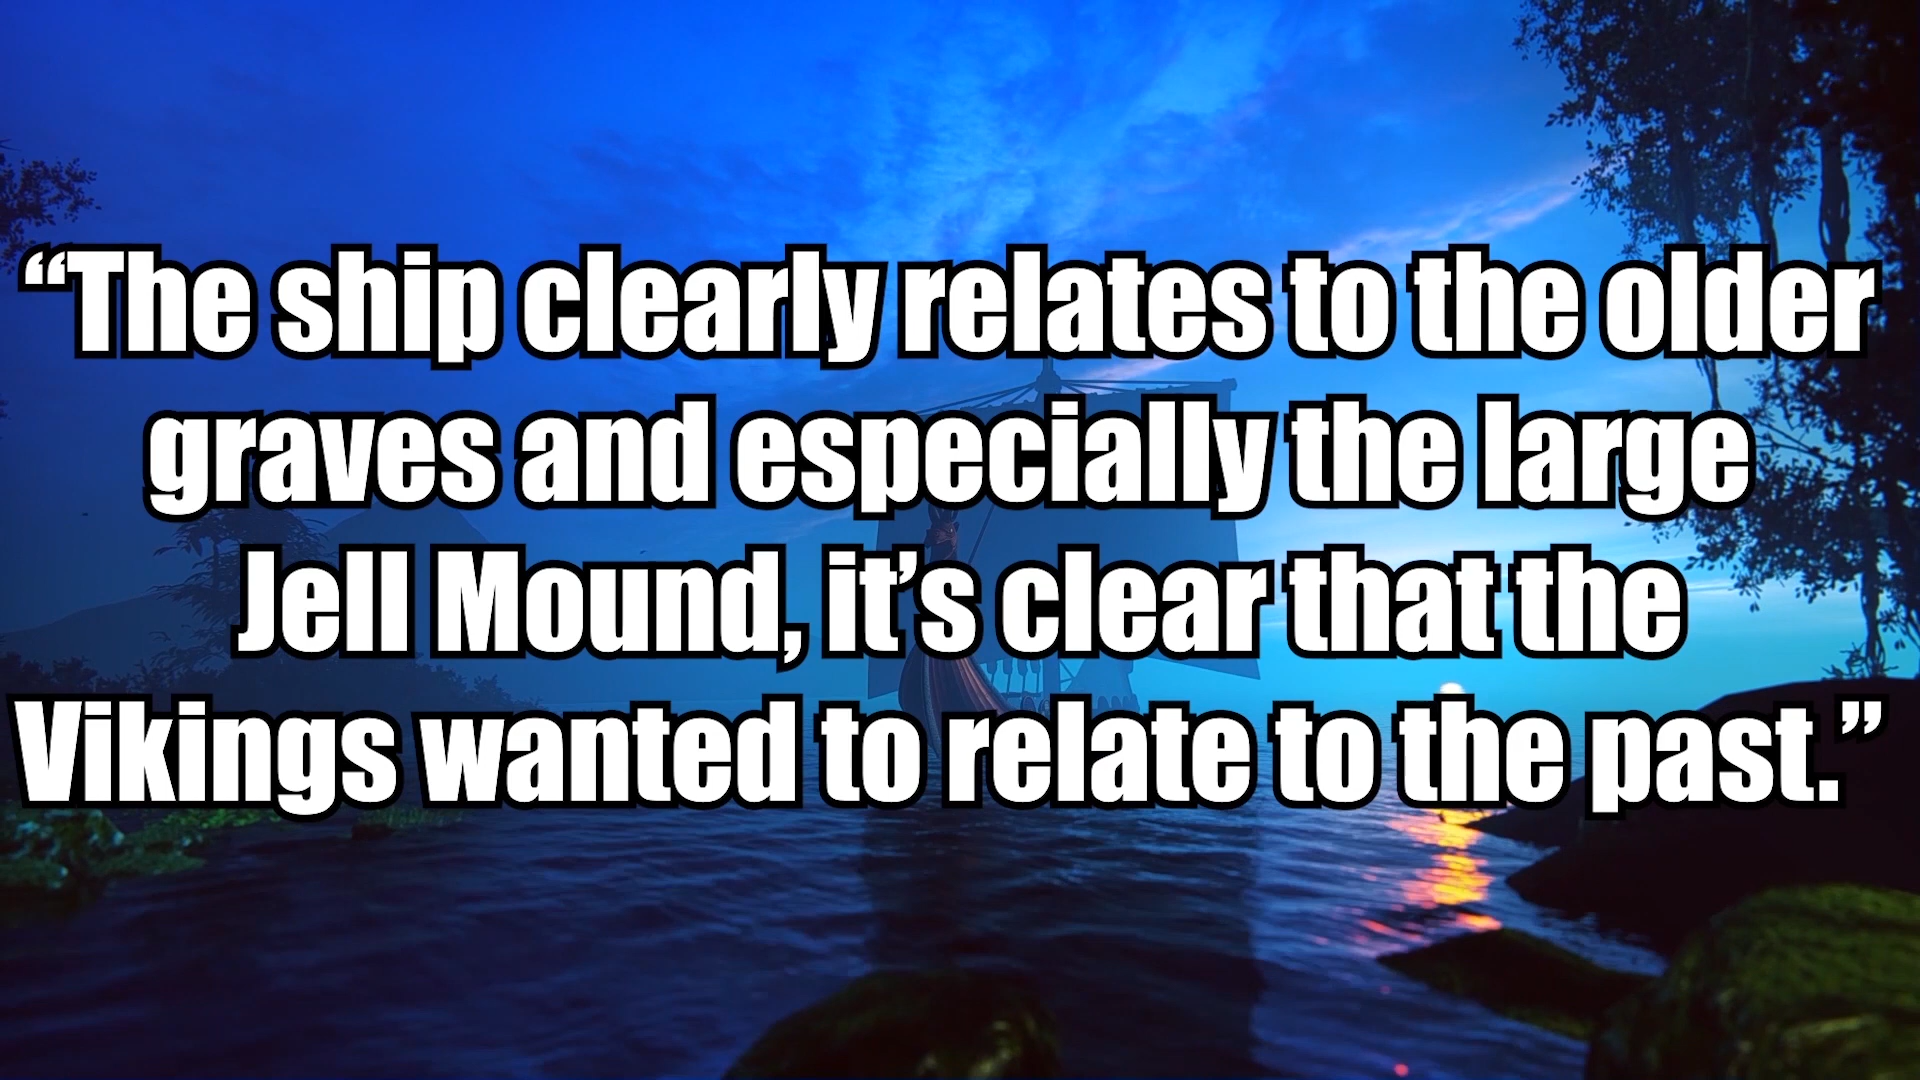 “The ship clearly relates to the older
graves and especially the large
Jell Mound, it’s clear that the
Vikings wanted to relate to the past.”